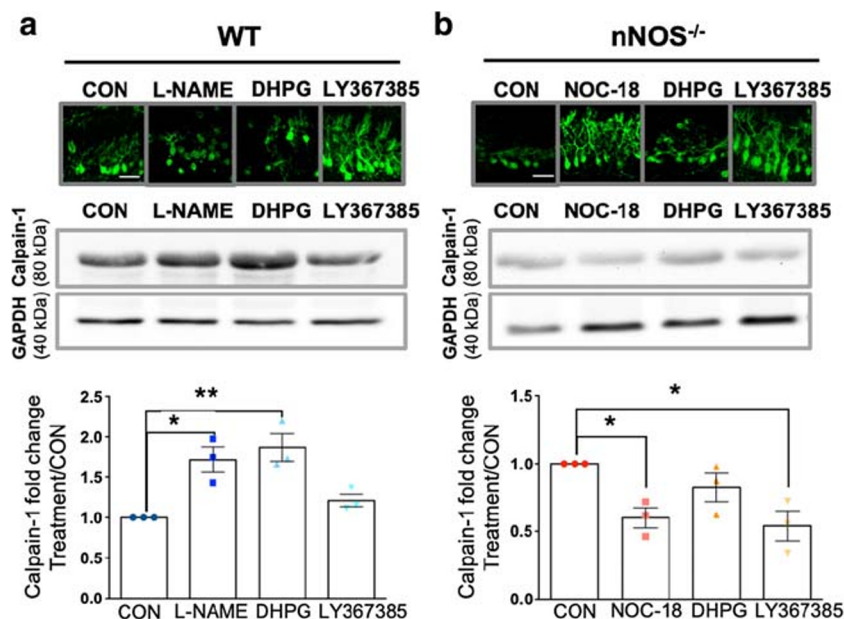 a
WT
CON L-NAME DHPG LY367385
CON L-NAME DHPG LY367385
Calpain-1
(80 kDa)
GAPDH
(40 kDa)
Calpain-1 fold change
Treatment/CON
2.5
2.0
1.5
1.0
0.5
0.0
*
**
CON L-NAME DHPG LY367385
b
nNOS-/-
CON NOC-18 DHPG LY367385
CON NOC-18 DHPG LY367385
Calpain-1
(80 kDa)
GAPDH
(40 kDa)
Calpain-1 fold change
Treatment/CON
1.5
1.0
0.5
0.0
*
*
CON NOC-18 DHPG LY367385